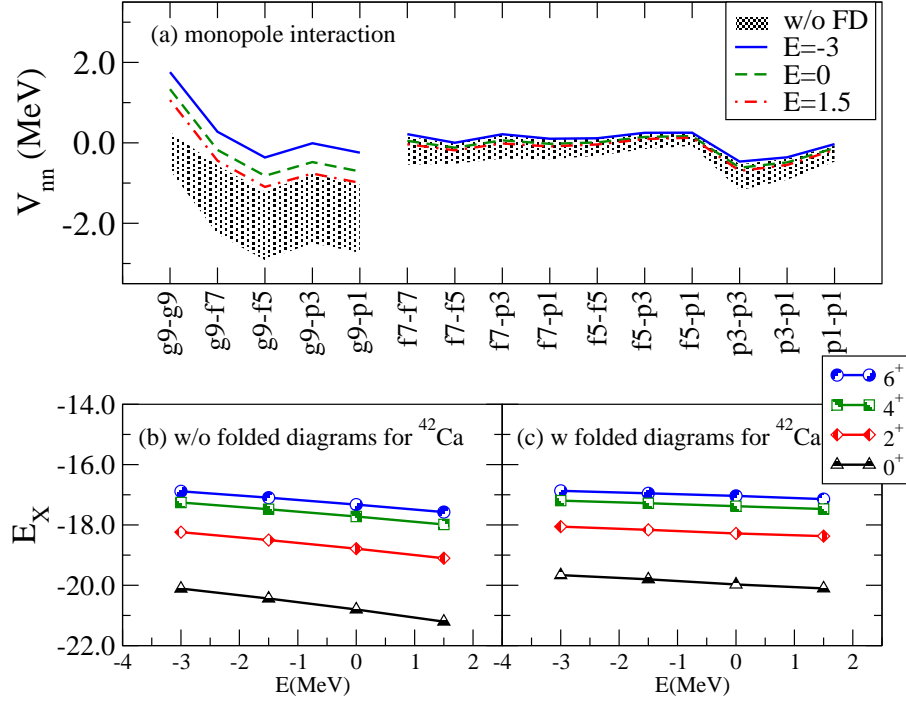 (a) monopole interaction
w/o FD
E=-3
E=0
E=1.5
V_nn (MeV)
2.0
0.0
-2.0
g9-g9
g9-f7
g9-f5
g9-p3
g9-p1
f7-f7
f7-f5
f7-p3
f7-p1
f5-f5
f5-p3
f5-p1
p3-p3
p3-p1
p1-p1
6^+
4^+
2^+
0^+
E_X
-14.0
-16.0
-18.0
-20.0
-22.0
(b) w/o folded diagrams for ^42Ca
(c) w folded diagrams for ^42Ca
-4 -3 -2 -1 0 1 2
-4 -3 -2 -1 0 1 2
E(MeV)
E(MeV)